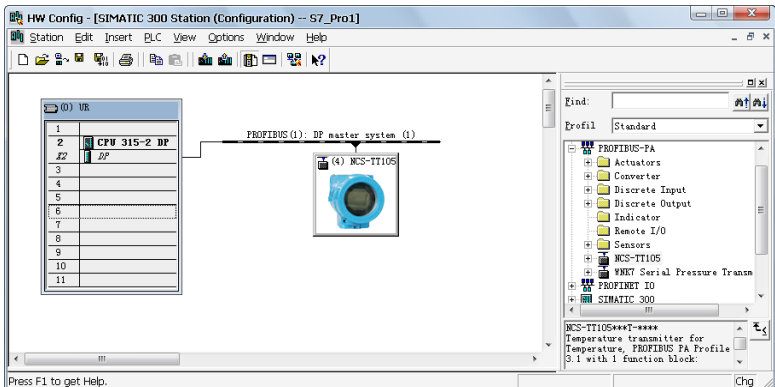 HW Config - [SIMATIC 300 Station (Configuration) -- S7_Pro1]
Station Edit Insert PLC View Options Window Help
(0) UR
1
2 CPU 315-2 DP
X2 DP
3
4
5
6
7
8
9
10
11
PROFIBUS(1): DP master system (1)
(4) NCS-TT105
Find:
Profil Standard
PROFIBUS-PA
Actuators
Converter
Discrete Input
Discrete Output
Indicator
Remote I/O
Sensors
NCS-TT105
WNK7 Serial Pressure Transm
PROFINET IO
SIMATIC 300
NCS-TT105***T-****
Temperature transmitter for
Temperature, PROFIBUS PA Profile
3.1 with 1 function block:
Press F1 to get Help.
Chg